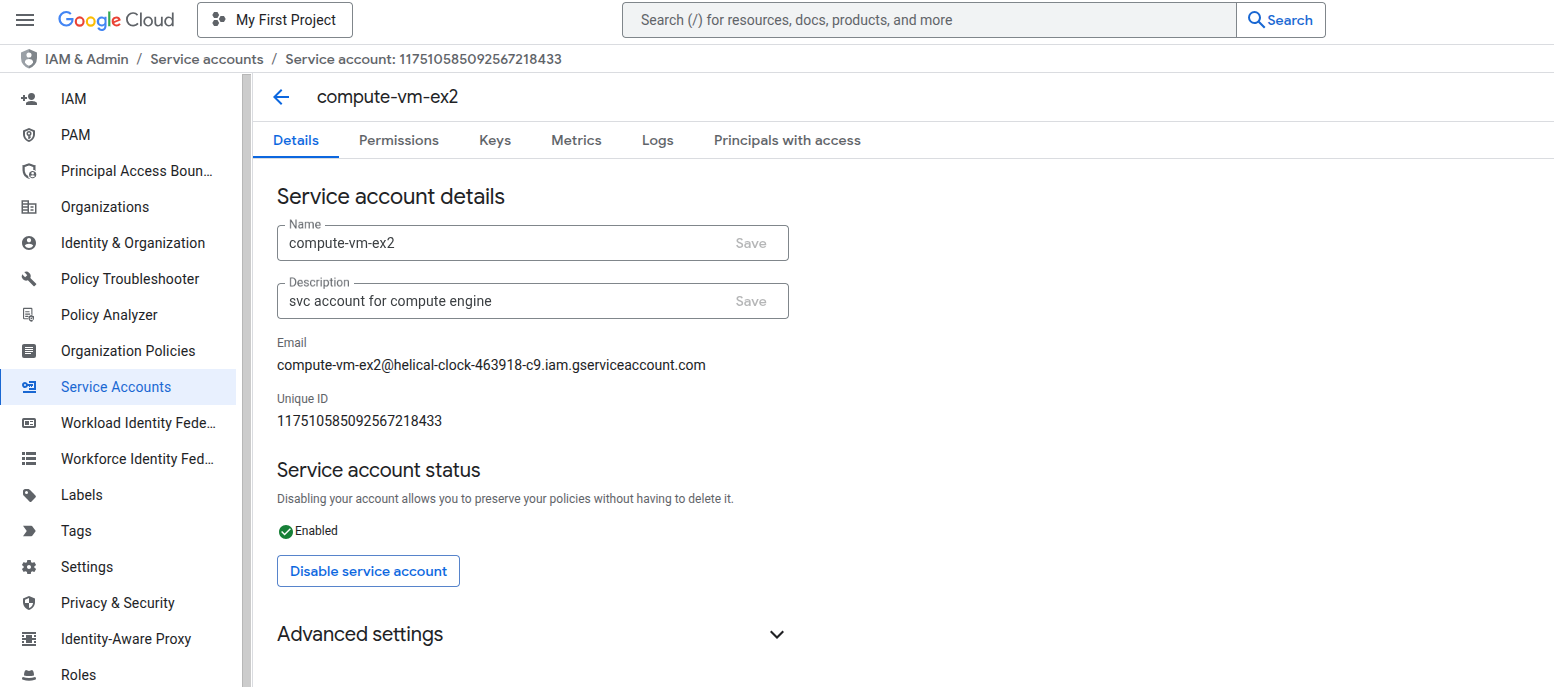 Google Cloud
My First Project
Search (/) for resources, docs, products, and more
Search
IAM & Admin / Service accounts / Service account: 117510585092567218433
IAM
PAM
Principal Access Boun...
Organizations
Identity & Organization
Policy Troubleshooter
Policy Analyzer
Organization Policies
Service Accounts
Workload Identity Fede...
Workforce Identity Fed...
Labels
Tags
Settings
Privacy & Security
Identity-Aware Proxy
Roles
compute-vm-ex2
Details Permissions Keys Metrics Logs Principals with access
Service account details
Name
compute-vm-ex2 Save
Description
svc account for compute engine Save
Email
compute-vm-ex2@helical-clock-463918-c9.iam.gserviceaccount.com
Unique ID
117510585092567218433
Service account status
Disabling your account allows you to preserve your policies without having to delete it.
Enabled
Disable service account
Advanced settings